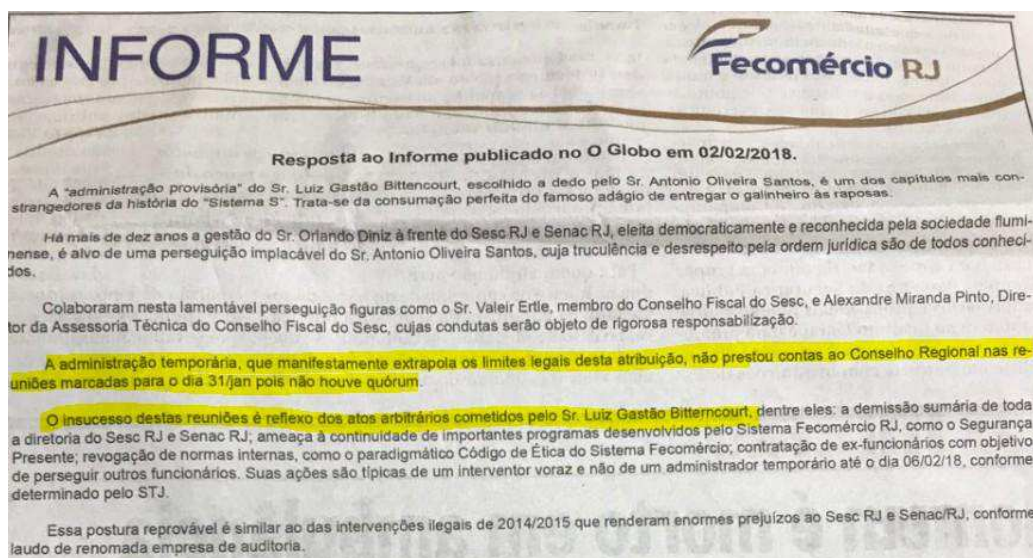 INFORME
Fecomércio RJ
Resposta ao Informe publicado no O Globo em 02/02/2018.
A "administração provisória" do Sr. Luiz Gastão Bittencourt, escolhido a dedo pelo Sr. Antonio Oliveira Santos, é um dos capítulos mais con-
strangedores da história do "Sistema S". Trata-se da consumação perfeita do famoso adágio de entregar o galinheiro às raposas.
Há mais de dez anos a gestão do Sr. Orlando Diniz à frente do Sesc RJ e Senac RJ, eleita democraticamente e reconhecida pela sociedade flumi-
nense, é alvo de uma perseguição implacável do Sr. Antonio Oliveira Santos, cuja truculência e desrespeito pela ordem jurídica são de todos conheci-
dos.
Colaboraram nesta lamentável perseguição figuras como o Sr. Valeir Ertle, membro do Conselho Fiscal do Sesc, e Alexandre Miranda Pinto, Dire-
tor da Assessoria Técnica do Conselho Fiscal do Sesc, cujas condutas serão objeto de rigorosa responsabilização.
A administração temporária, que manifestamente extrapola os limites legais desta atribuição, não prestou contas ao Conselho Regional nas re-
uniões marcadas para o dia 31/jan pois não houve quórum.
O insucesso destas reuniões é reflexo dos atos arbitrários cometidos pelo Sr. Luiz Gastão Bitterncourt, dentre eles: a demissão sumária de toda
a diretoria do Sesc RJ e Senac RJ; ameaça à continuidade de importantes programas desenvolvidos pelo Sistema Fecomércio RJ, como o Segurança
Presente; revogação de normas internas, como o paradigmático Código de Ética do Sistema Fecomércio; contratação de ex-funcionários com objetivo
de perseguir outros funcionários. Suas ações são típicas de um interventor voraz e não de um administrador temporário até o dia 06/02/18, conforme
determinado pelo STJ.
Essa postura reprovável é similar ao das intervenções ilegais de 2014/2015 que renderam enormes prejuízos ao Sesc RJ e Senac/RJ, conforme
laudo de renomada empresa de auditoria.